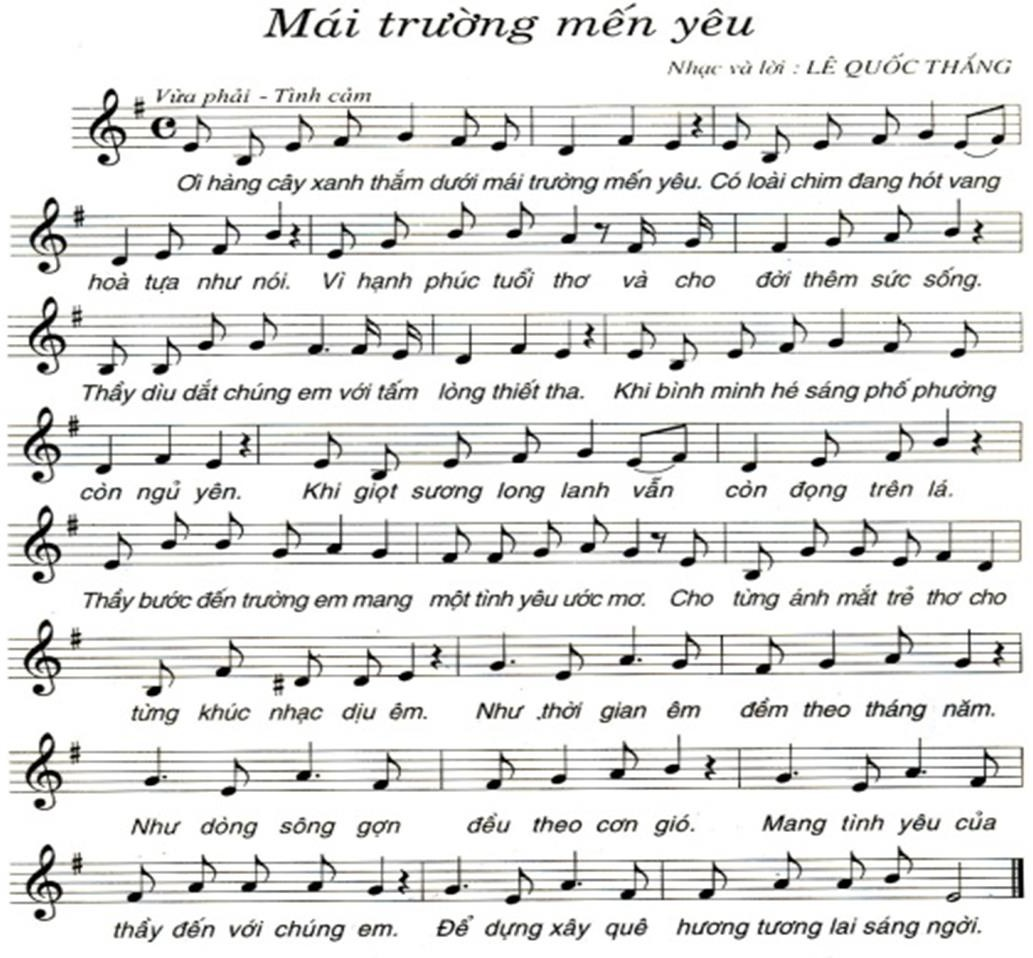 Mái trường mến yêu
Nhạc và lời : LÊ QUỐC THẮNG
Vừa phải - Tình cảm
Ơi hàng cây xanh thắm dưới mái trường mến yêu. Có loài chim đang hót vang
hoà tựa như nói. Vì hạnh phúc tuổi thơ và cho đời thêm sức sống.
Thầy dìu dắt chúng em với tấm lòng thiết tha. Khi bình minh hé sáng phố phường
còn ngủ yên. Khi giọt sương long lanh vẫn còn đọng trên lá.
Thầy bước đến trường em mang một tình yêu ước mơ. Cho từng ánh mắt trẻ thơ cho
từng khúc nhạc dịu êm. Như thời gian êm đềm theo tháng năm.
Như dòng sông gợn đều theo cơn gió. Mang tình yêu của
thầy đến với chúng em. Để dựng xây quê hương tương lai sáng ngời.